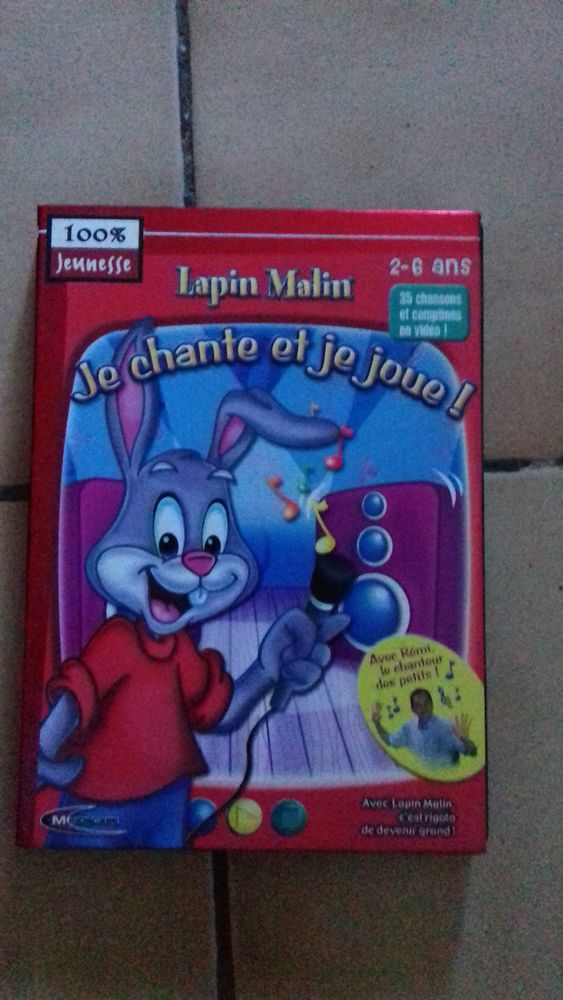 100%
Jeunesse
2-6 ans
Lapin Malin
35 chansons
et comptines
en vidéo !
Je chante et je joue !
Avec Rémi,
le chanteur
des petits !
Avec Lapin Malin,
c'est rigolo
de devenir grand !